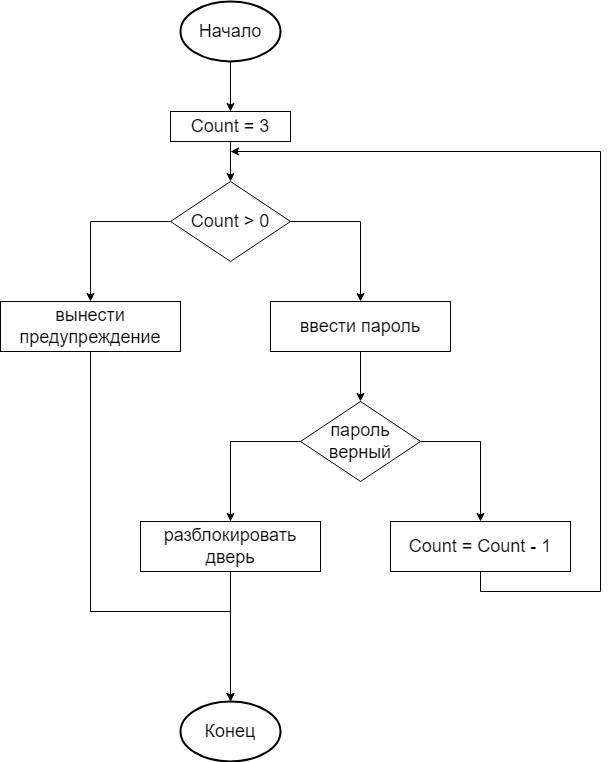 Начало
Count = 3
Count > 0
вынести
предупреждение
ввести пароль
пароль
верный
разблокировать
дверь
Count = Count - 1
Конец